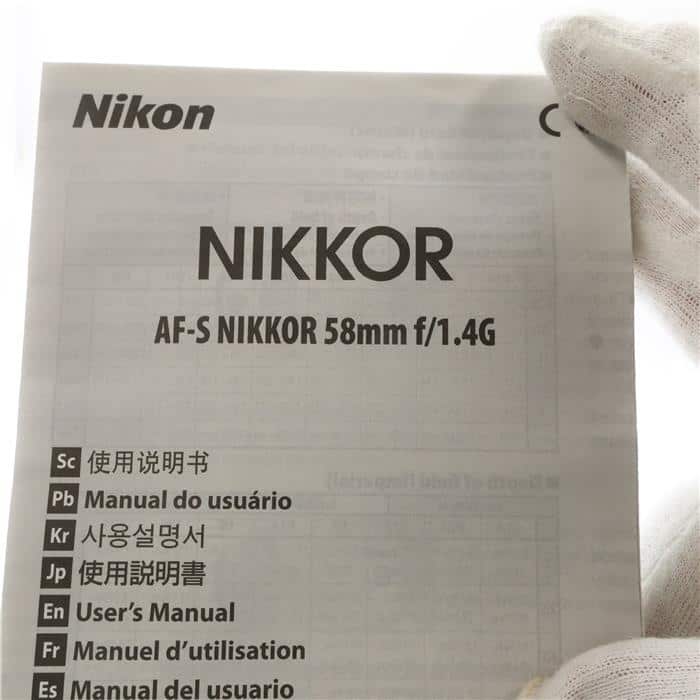 Nikon
NIKKOR
AF-S NIKKOR 58mm f/1.4G
Sc 使用说明书
Pb Manual do usuário
Kr 사용설명서
Jp 使用説明書
En User's Manual
Fr Manuel d'utilisation
Es Manual del usuario